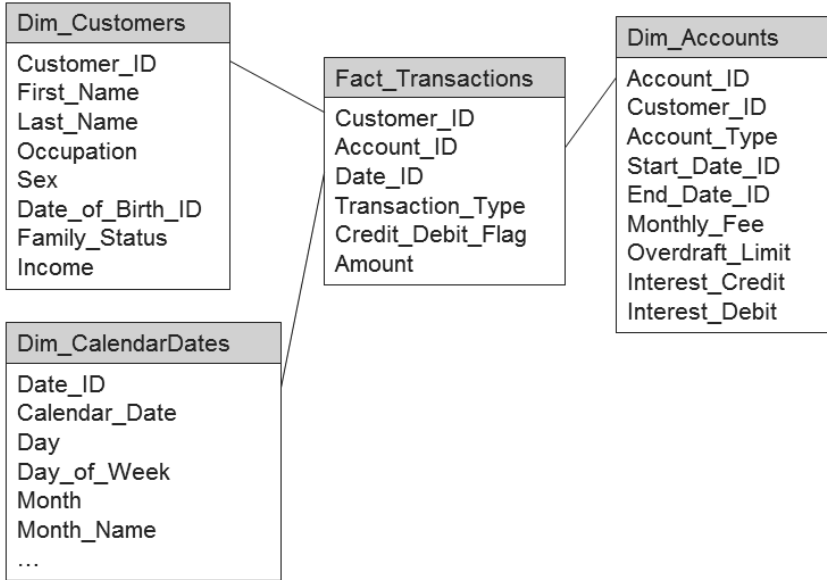 Dim_Customers
Customer_ID
First_Name
Last_Name
Occupation
Sex
Date_of_Birth_ID
Family_Status
Income
Fact_Transactions
Customer_ID
Account_ID
Date_ID
Transaction_Type
Credit_Debit_Flag
Amount
Dim_Accounts
Account_ID
Customer_ID
Account_Type
Start_Date_ID
End_Date_ID
Monthly_Fee
Overdraft_Limit
Interest_Credit
Interest_Debit
Dim_CalendarDates
Date_ID
Calendar_Date
Day
Day_of_Week
Month
Month_Name
...